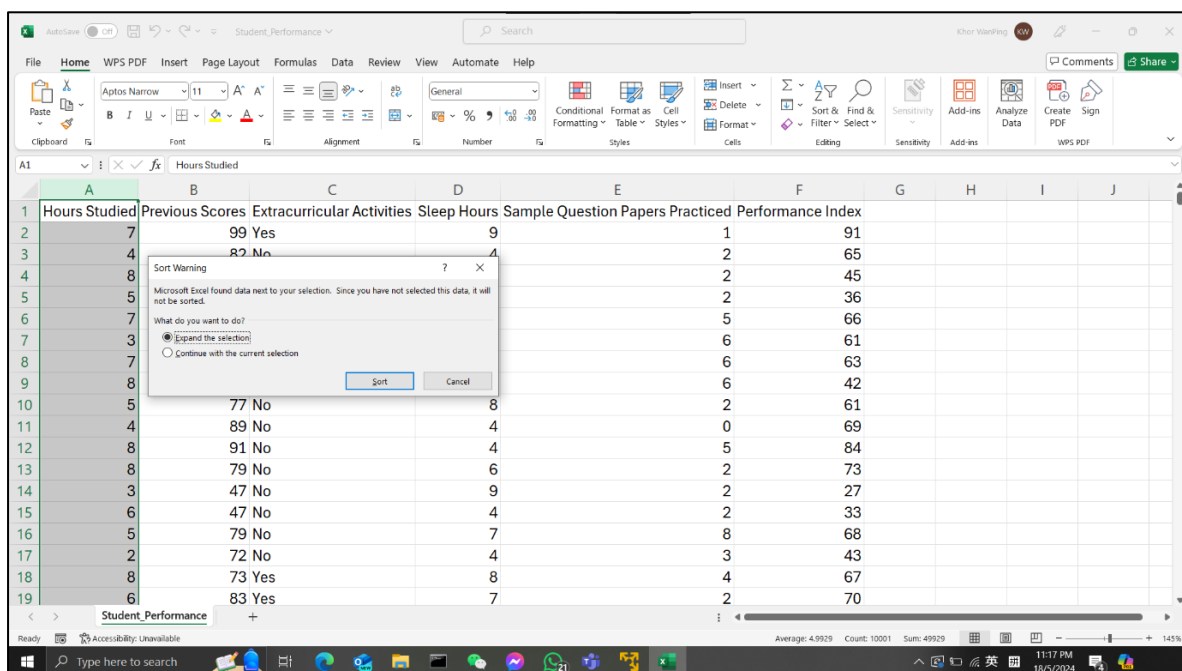 AutoSave Off Student_Performance Search Khor WanPing KW
File Home WPS PDF Insert Page Layout Formulas Data Review View Automate Help Comments Share
Paste Aptos Narrow 11 A^ A˅ ab General Insert Σ
B I U A % 9 Conditional Formatting Format as Table Cell Styles Delete Format Sort & Filter Find & Select Sensitivity Add-ins Analyze Data Create PDF Sign
Clipboard Font Alignment Number Styles Cells Editing Sensitivity Add-ins WPS PDF
A1 fx Hours Studied
A B C D E F G H I J
1 Hours Studied Previous Scores Extracurricular Activities Sleep Hours Sample Question Papers Practiced Performance Index
2 7 99 Yes 9 1 91
3 4 82 No 4 2 65
4 8 2 45
5 5 2 36
6 7 5 66
7 3 6 61
8 7 6 63
9 8 6 42
Sort Warning ? ×
Microsoft Excel found data next to your selection. Since you have not selected this data, it will
not be sorted.
What do you want to do?
Expand the selection
Continue with the current selection
Sort Cancel
10 5 77 No 8 2 61
11 4 89 No 4 0 69
12 8 91 No 4 5 84
13 8 79 No 6 2 73
14 3 47 No 9 2 27
15 6 47 No 4 2 33
16 5 79 No 7 8 68
17 2 72 No 4 3 43
18 8 73 Yes 8 4 67
19 6 83 Yes 7 2 70
Student_Performance +
Ready Accessibility: Unavailable Average: 4.9929 Count: 10001 Sum: 49929 145%
Type here to search 21 英 11:17 PM
18/5/2024 4